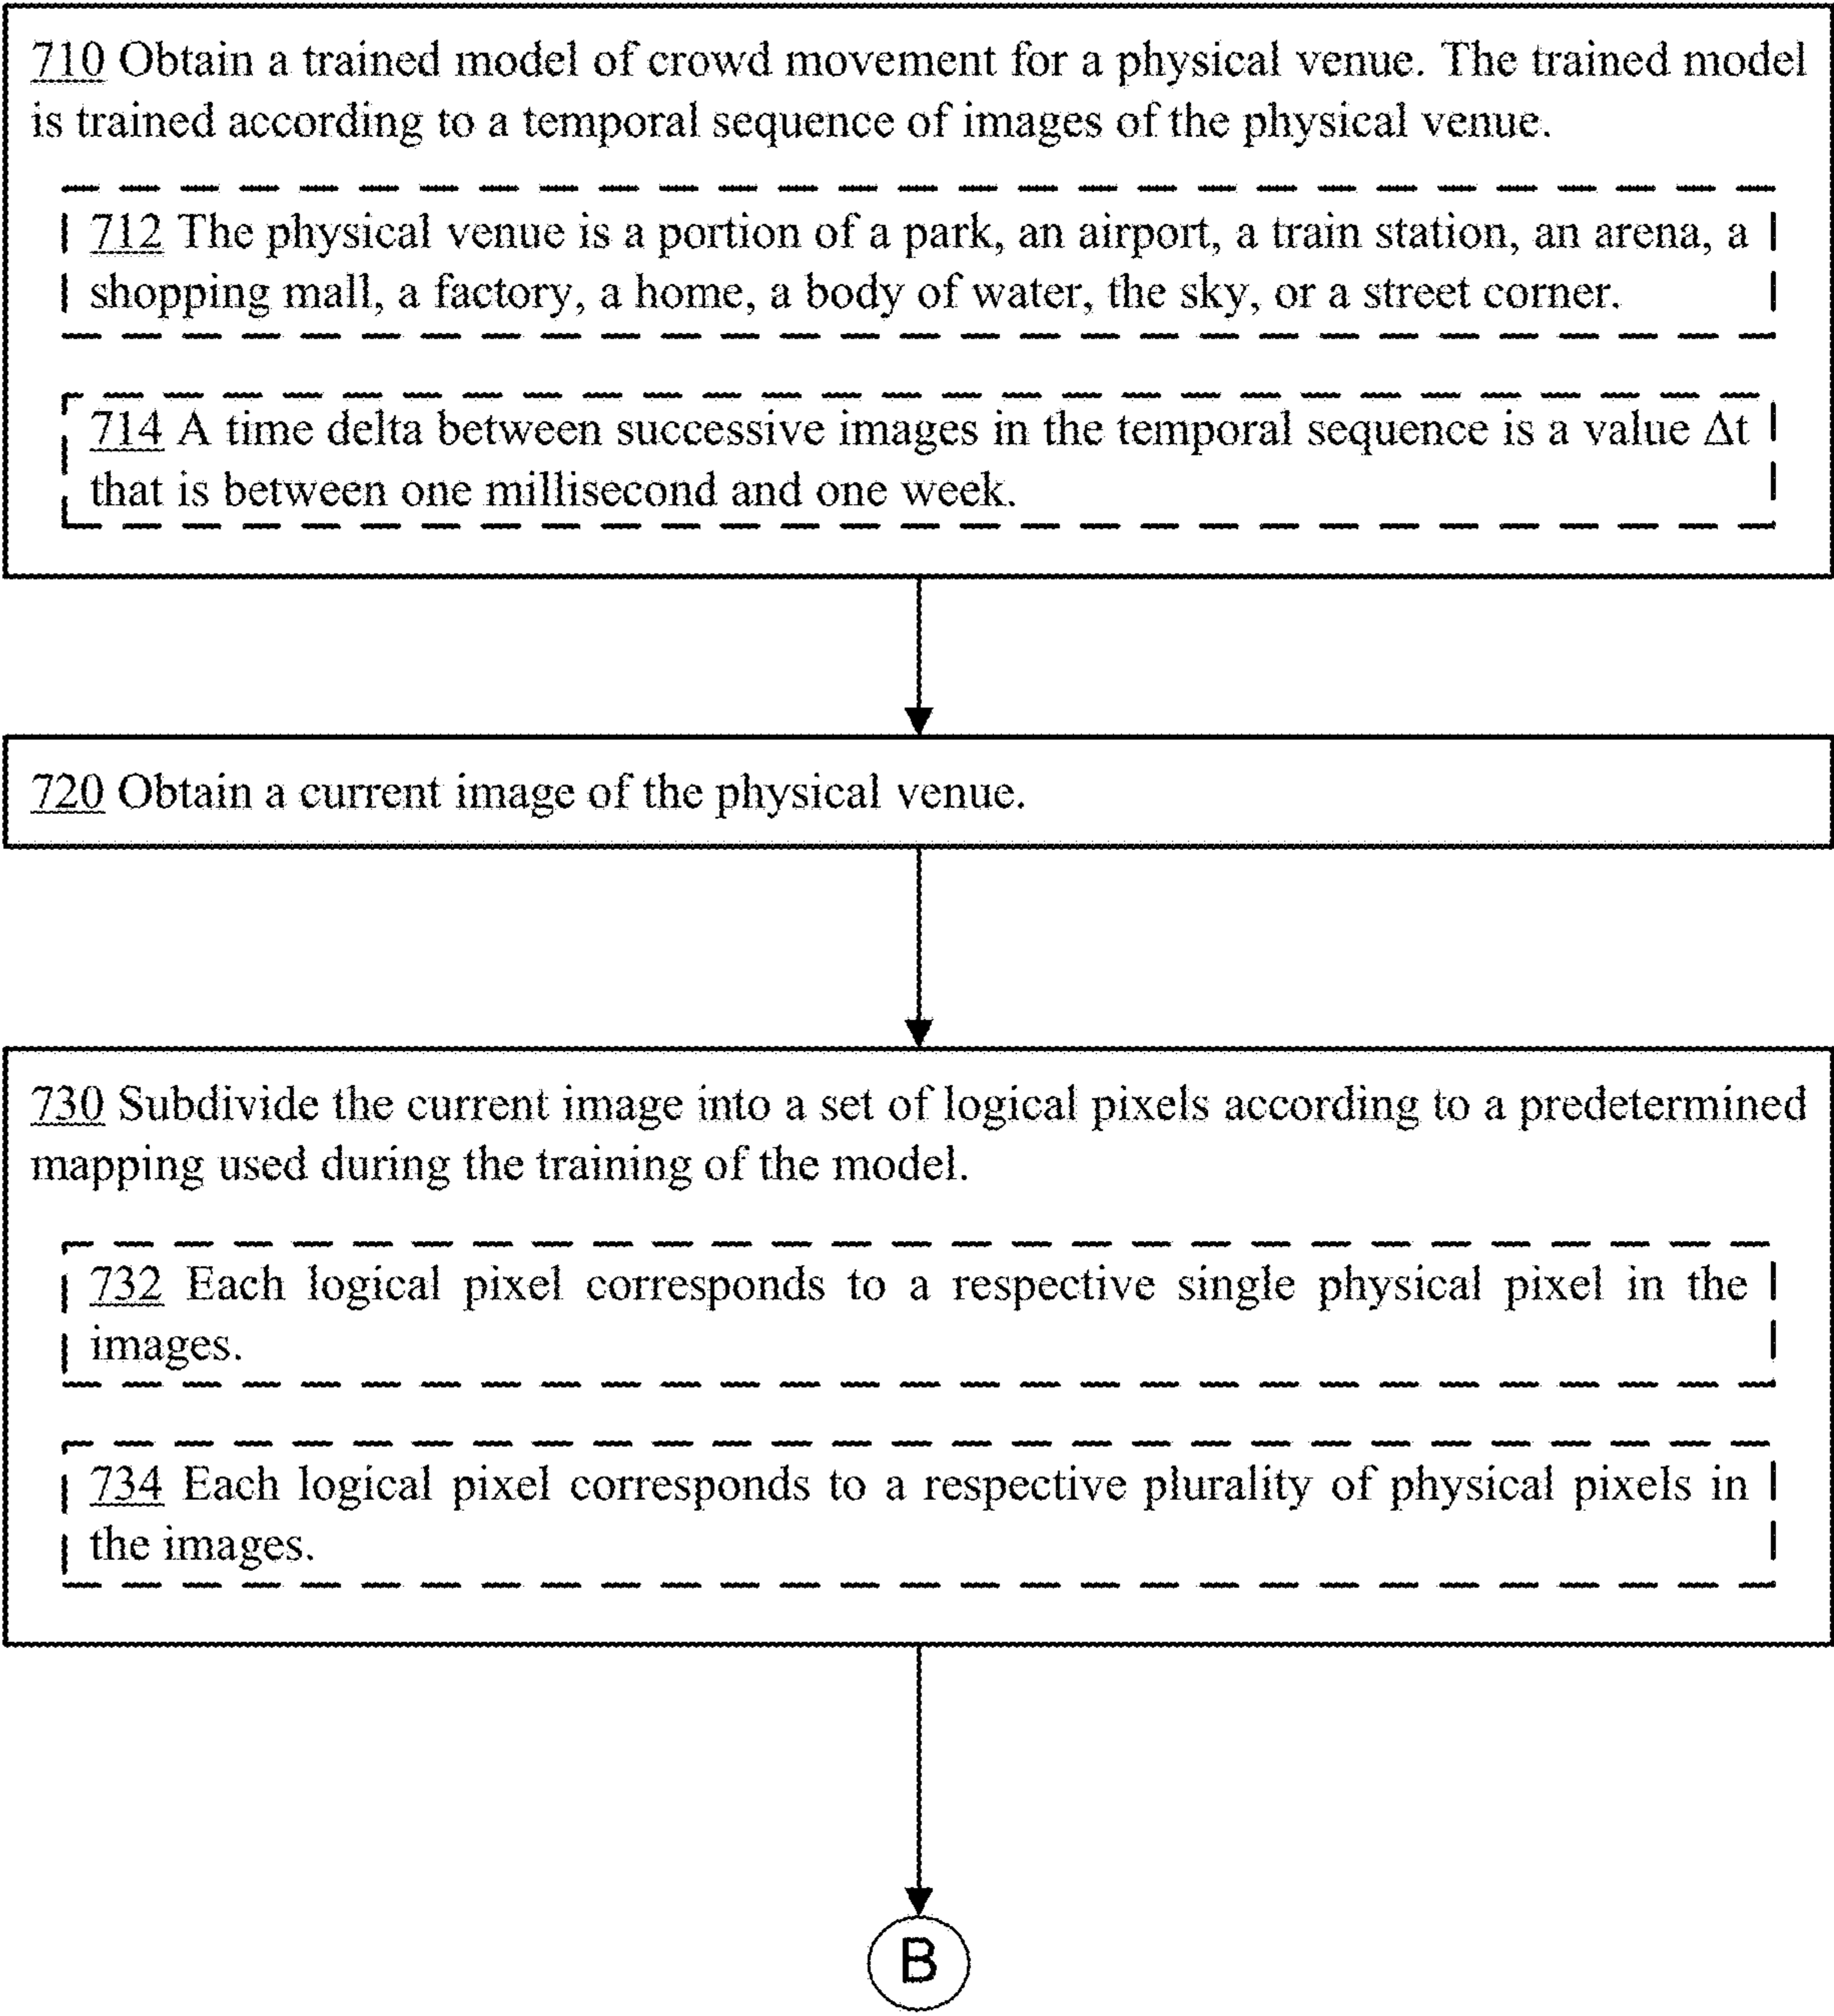 710 Obtain a trained model of crowd movement for a physical venue. The trained model
is trained according to a temporal sequence of images of the physical venue.
712 The physical venue is a portion of a park, an airport, a train station, an arena, a
shopping mall, a factory, a home, a body of water, the sky, or a street corner.
714 A time delta between successive images in the temporal sequence is a value Δt
that is between one millisecond and one week.
720 Obtain a current image of the physical venue.
730 Subdivide the current image into a set of logical pixels according to a predetermined
mapping used during the training of the model.
732 Each logical pixel corresponds to a respective single physical pixel in the
images.
734 Each logical pixel corresponds to a respective plurality of physical pixels in
the images.
B